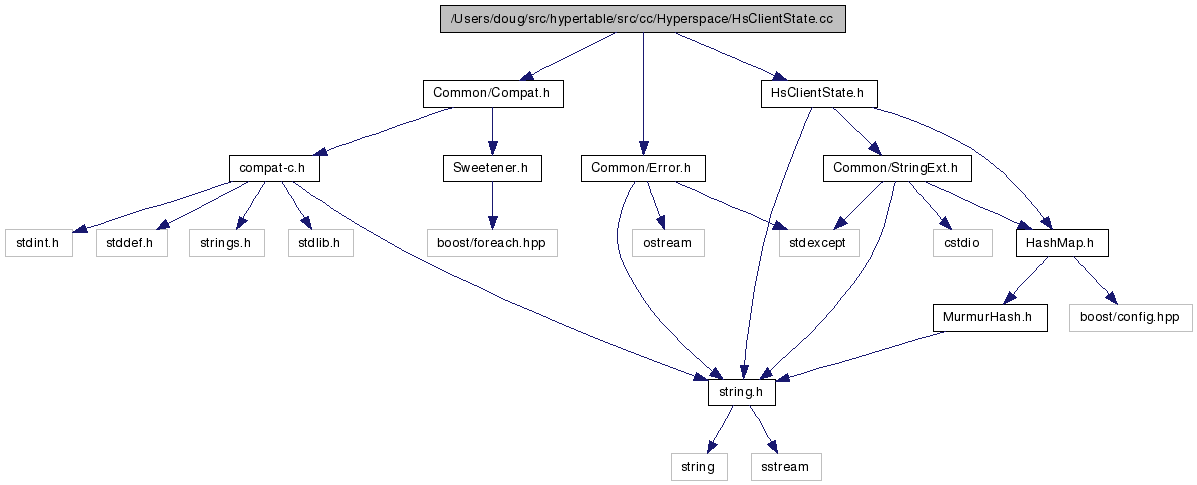 /Users/doug/src/hypertable/src/cc/Hyperspace/HsClientState.cc
Common/Compat.h
HsClientState.h
compat-c.h
Sweetener.h
Common/Error.h
Common/StringExt.h
stdint.h
stddef.h
strings.h
stdlib.h
boost/foreach.hpp
ostream
stdexcept
cstdio
HashMap.h
MurmurHash.h
boost/config.hpp
string.h
string
sstream